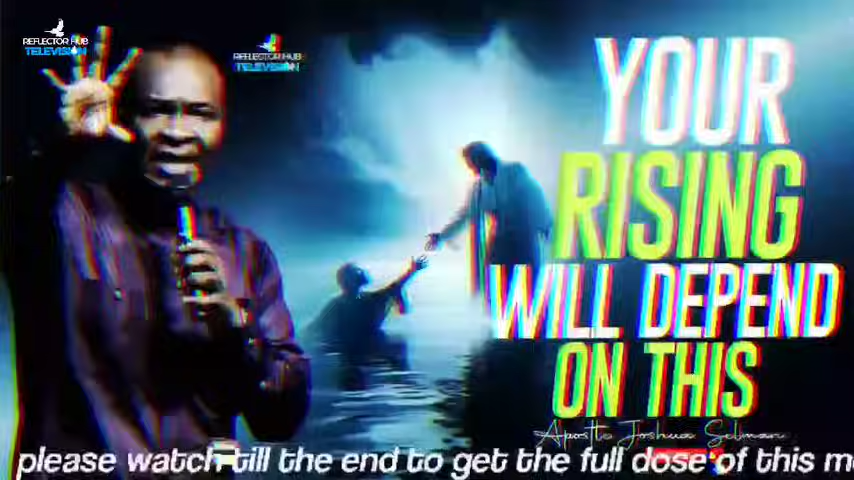 REFLECTOR HUB
TELEVISION
REFLECTOR HUB
TELEVISION
YOUR
RISING
WILL DEPEND
ON THIS
Apostle Joshua Selman
please watch till the end to get the full dose of this